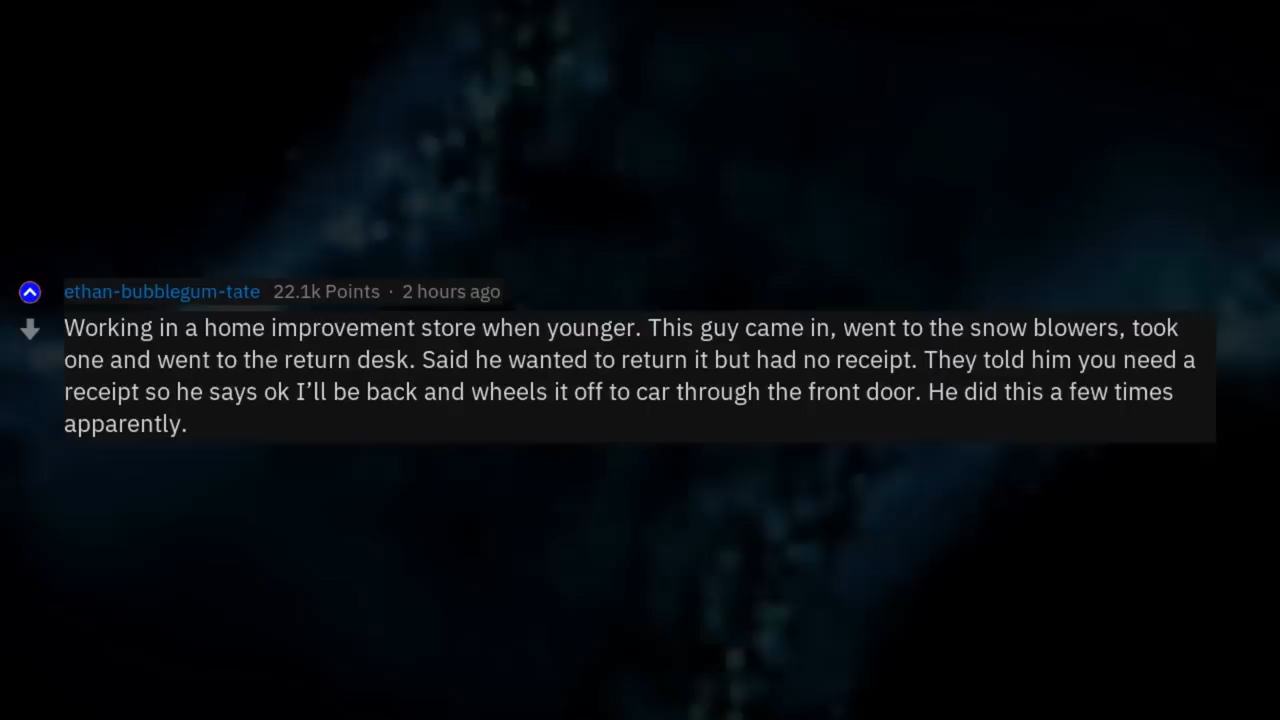 ethan-bubblegum-tate 22.1k Points · 2 hours ago
Working in a home improvement store when younger. This guy came in, went to the snow blowers, took
one and went to the return desk. Said he wanted to return it but had no receipt. They told him you need a
receipt so he says ok I’ll be back and wheels it off to car through the front door. He did this a few times
apparently.